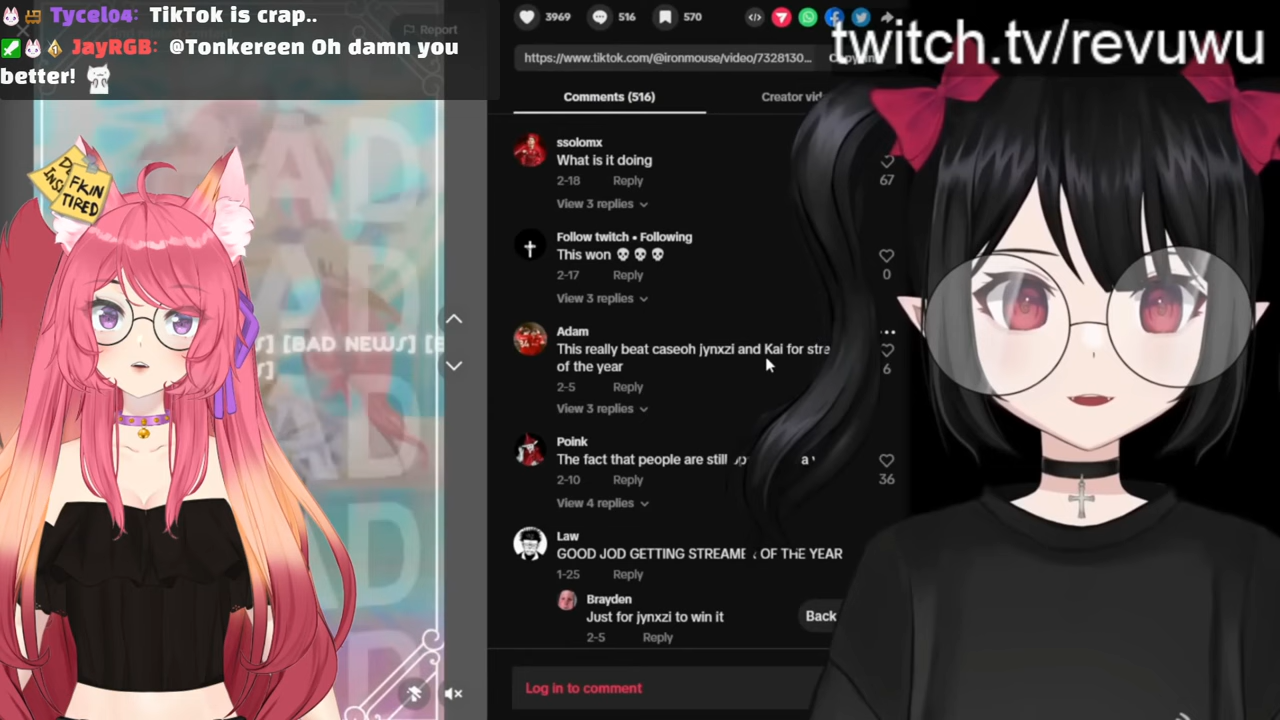 Tycel04: TikTok is crap..
JayRGB: @Tonkereen Oh damn you
better!
Report
FKIN
TIRED
[BAD NEWS]
3969
516
570
twitch.tv/revuwu
https://www.tiktok.com/@ironmouse/video/7328130...
Comments (516)
Creator
ssolomx
What is it doing
2-18 Reply
67
View 3 replies
Follow twitch • Following
This won 💀 💀 💀
2-17 Reply
0
View 3 replies
Adam
This really beat caseoh jynxzi and Kai for
of the year
2-5 Reply
6
View 3 replies
Poink
The fact that people are still
2-10 Reply
36
View 4 replies
Law
GOOD JOD GETTING STREAME OF THE YEAR
1-25 Reply
Brayden
Just for jynxzi to win it
2-5 Reply
Back
Log in to comment